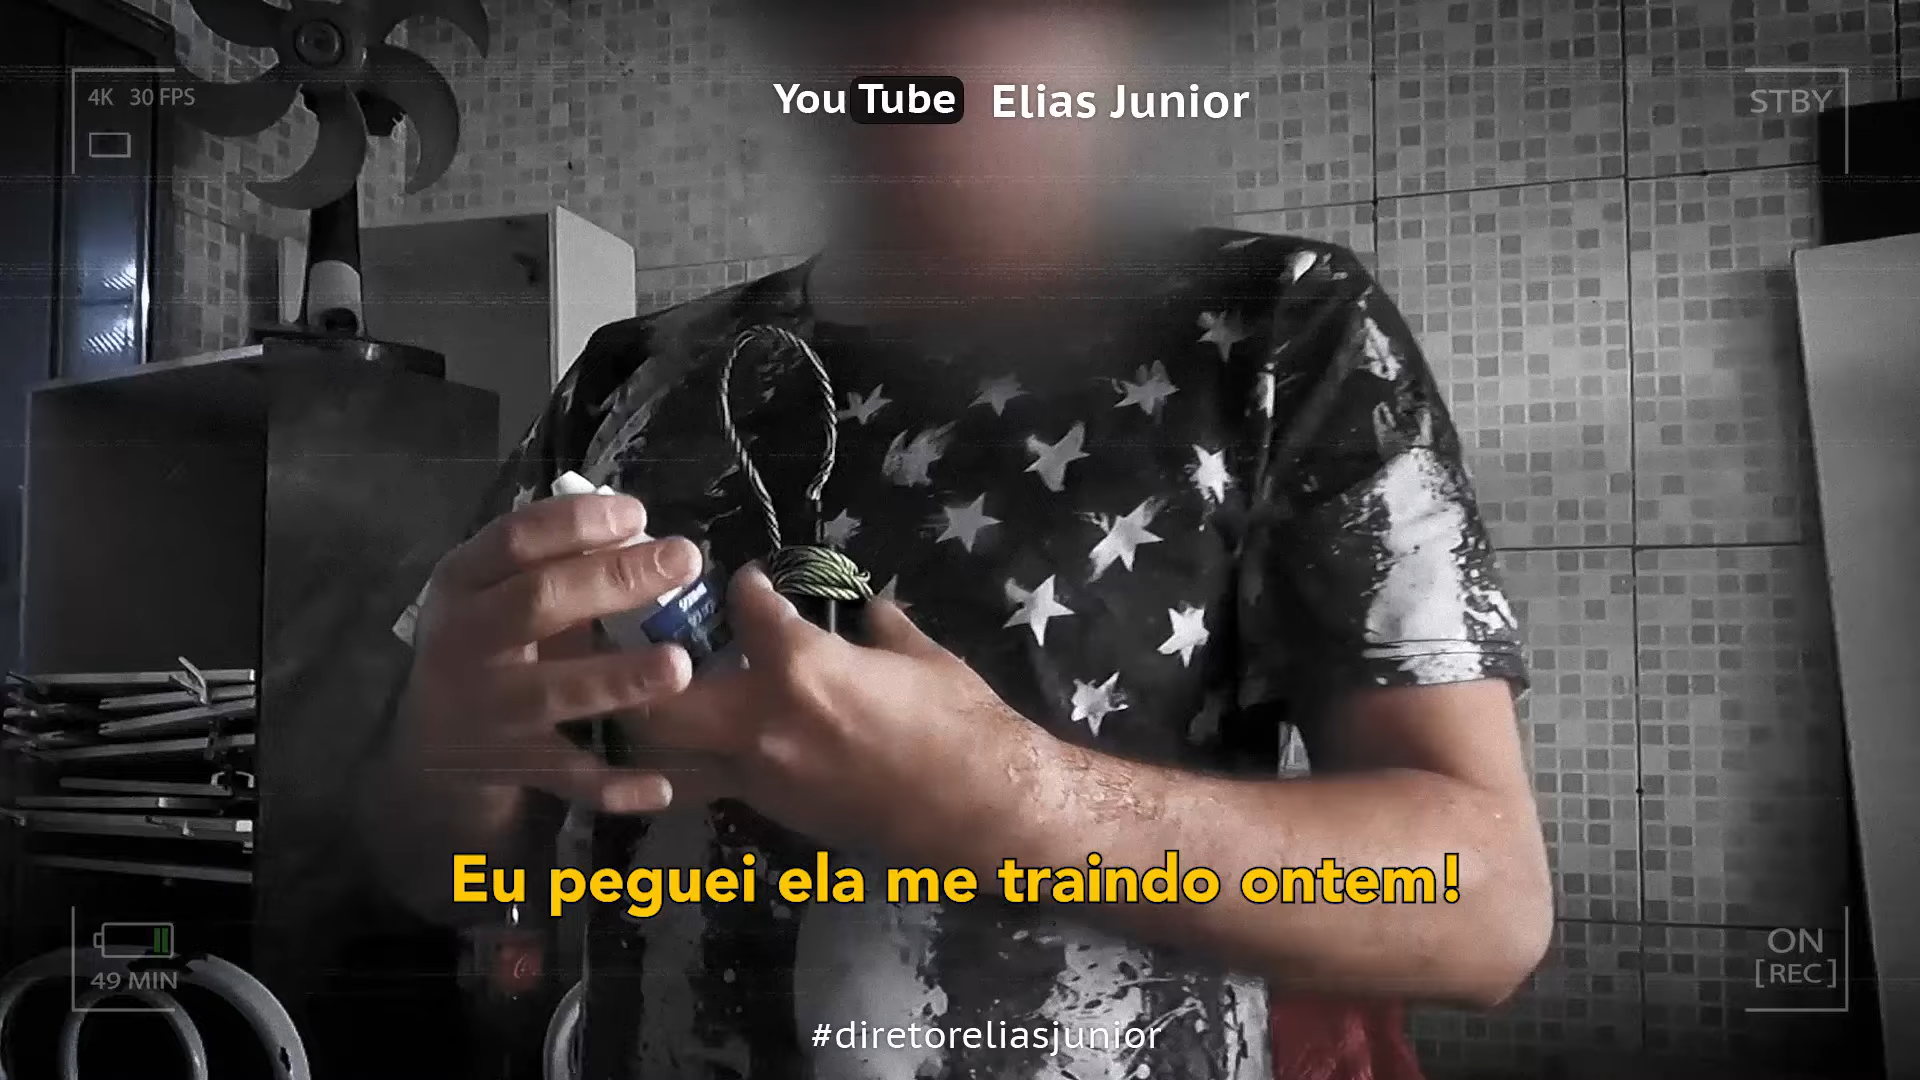 4K 30 FPS
YouTube Elias Junior
STBY
Eu peguei ela me traindo ontem!
49 MIN
ON
[REC]
#diretoreliasjunior